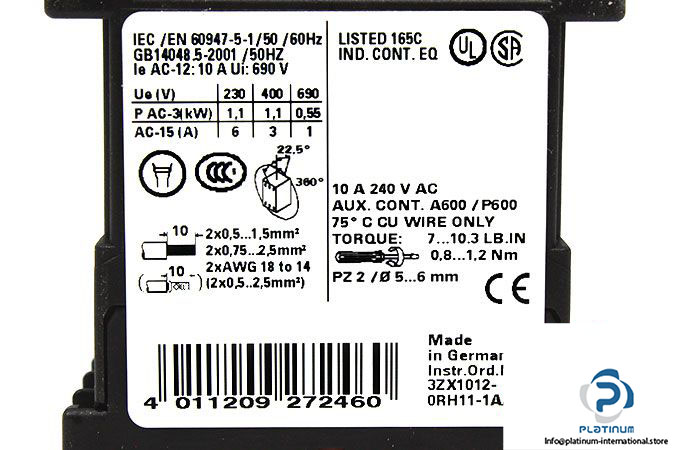 IEC/EN 60947-5-1/50/60Hz
GB14048.5-2001/50HZ
Ie AC-12: 10 A Ui: 690 V
Ue (V) 230 400 690
P AC-3(kW) 1,1 1,1 0,55
AC-15 (A) 6 3 1
CCC
22.5°
360°
10 2x0,5...1,5mm²
2x0,75...2,5mm²
10 2xAWG 18 to 14
(2x0,5...2,5mm²)
LISTED 165C
IND. CONT. EQ
UL
SA
10 A 240 V AC
AUX. CONT. A600/P600
75° C CU WIRE ONLY
TORQUE: 7...10.3 LB.IN
0,8...1,2 Nm
PZ 2/Ø 5...6 mm
CE
4 011209 272460
Made
in German
Instr.Ord.
3ZX1012-
0RH11-1A
PLATINUM
info@platinum-international.store